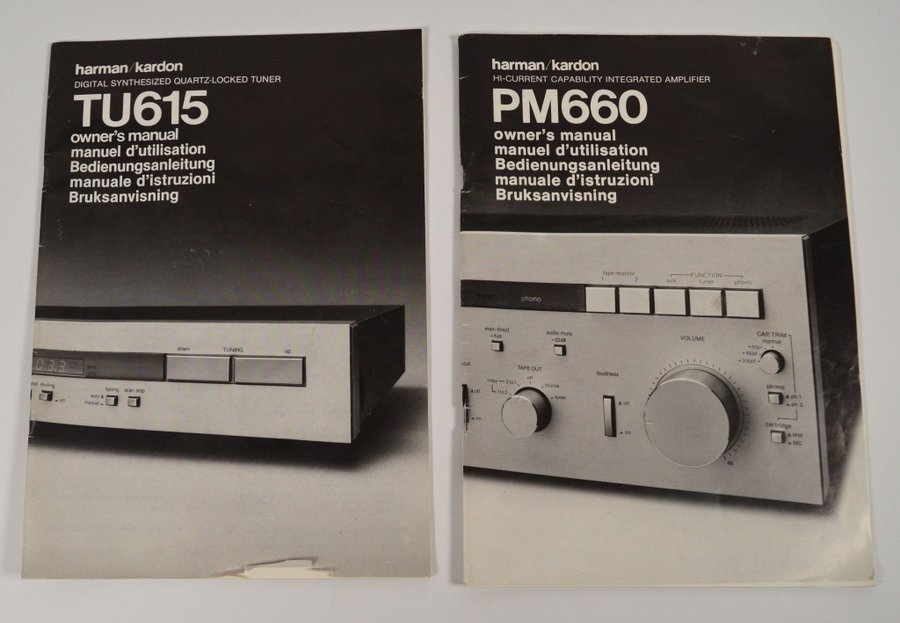 harman/kardon
DIGITAL SYNTHESIZED QUARTZ-LOCKED TUNER
TU615
owner's manual
manuel d'utilisation
Bedienungsanleitung
manuale d'istruzioni
Bruksanvisning
down TUNING up
muting
off
tuning
auto
manual
scan stop
harman/kardon
HI-CURRENT CAPABILITY INTEGRATED AMPLIFIER
PM660
owner's manual
manuel d'utilisation
Bedienungsanleitung
manuale d'istruzioni
Bruksanvisning
tape monitor
1 2
FUNCTION
aux tuner phono
phono
main direct
audio mute
-20dB
VOLUME
CAP. TRIM
normal
TAPE OUT
off
source
tuner
copy
loudness
off
on
off
on
phono
ph.1
ph.2
cartridge
MM
MC